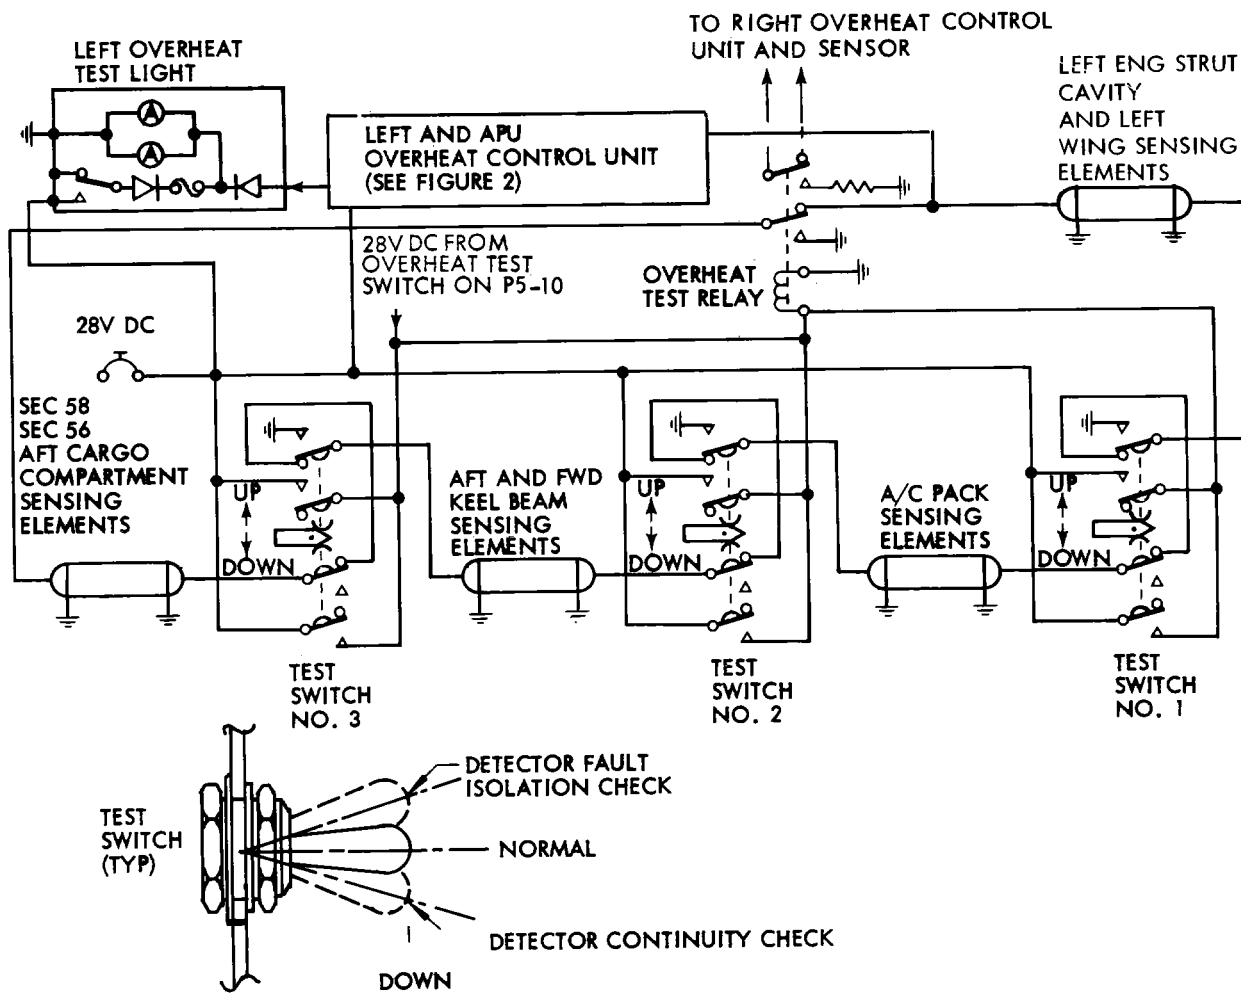 TO RIGHT OVERHEAT CONTROL
UNIT AND SENSOR
LEFT OVERHEAT
TEST LIGHT
A
A
LEFT AND APU
OVERHEAT CONTROL UNIT
(SEE FIGURE 2)
LEFT ENG STRUT
CAVITY
AND LEFT
WING SENSING
ELEMENTS
28V DC FROM
OVERHEAT TEST
SWITCH ON P5-10
OVERHEAT
TEST RELAY
28V DC
SEC 58
SEC 56
AFT CARGO
COMPARTMENT
SENSING
ELEMENTS
UP
DOWN
AFT AND FWD
KEEL BEAM
SENSING
ELEMENTS
UP
DOWN
A/C PACK
SENSING
ELEMENTS
UP
DOWN
TEST
SWITCH
NO. 3
TEST
SWITCH
NO. 2
TEST
SWITCH
NO. 1
TEST
SWITCH
(TYP)
DETECTOR FAULT
ISOLATION CHECK
NORMAL
DETECTOR CONTINUITY CHECK
DOWN